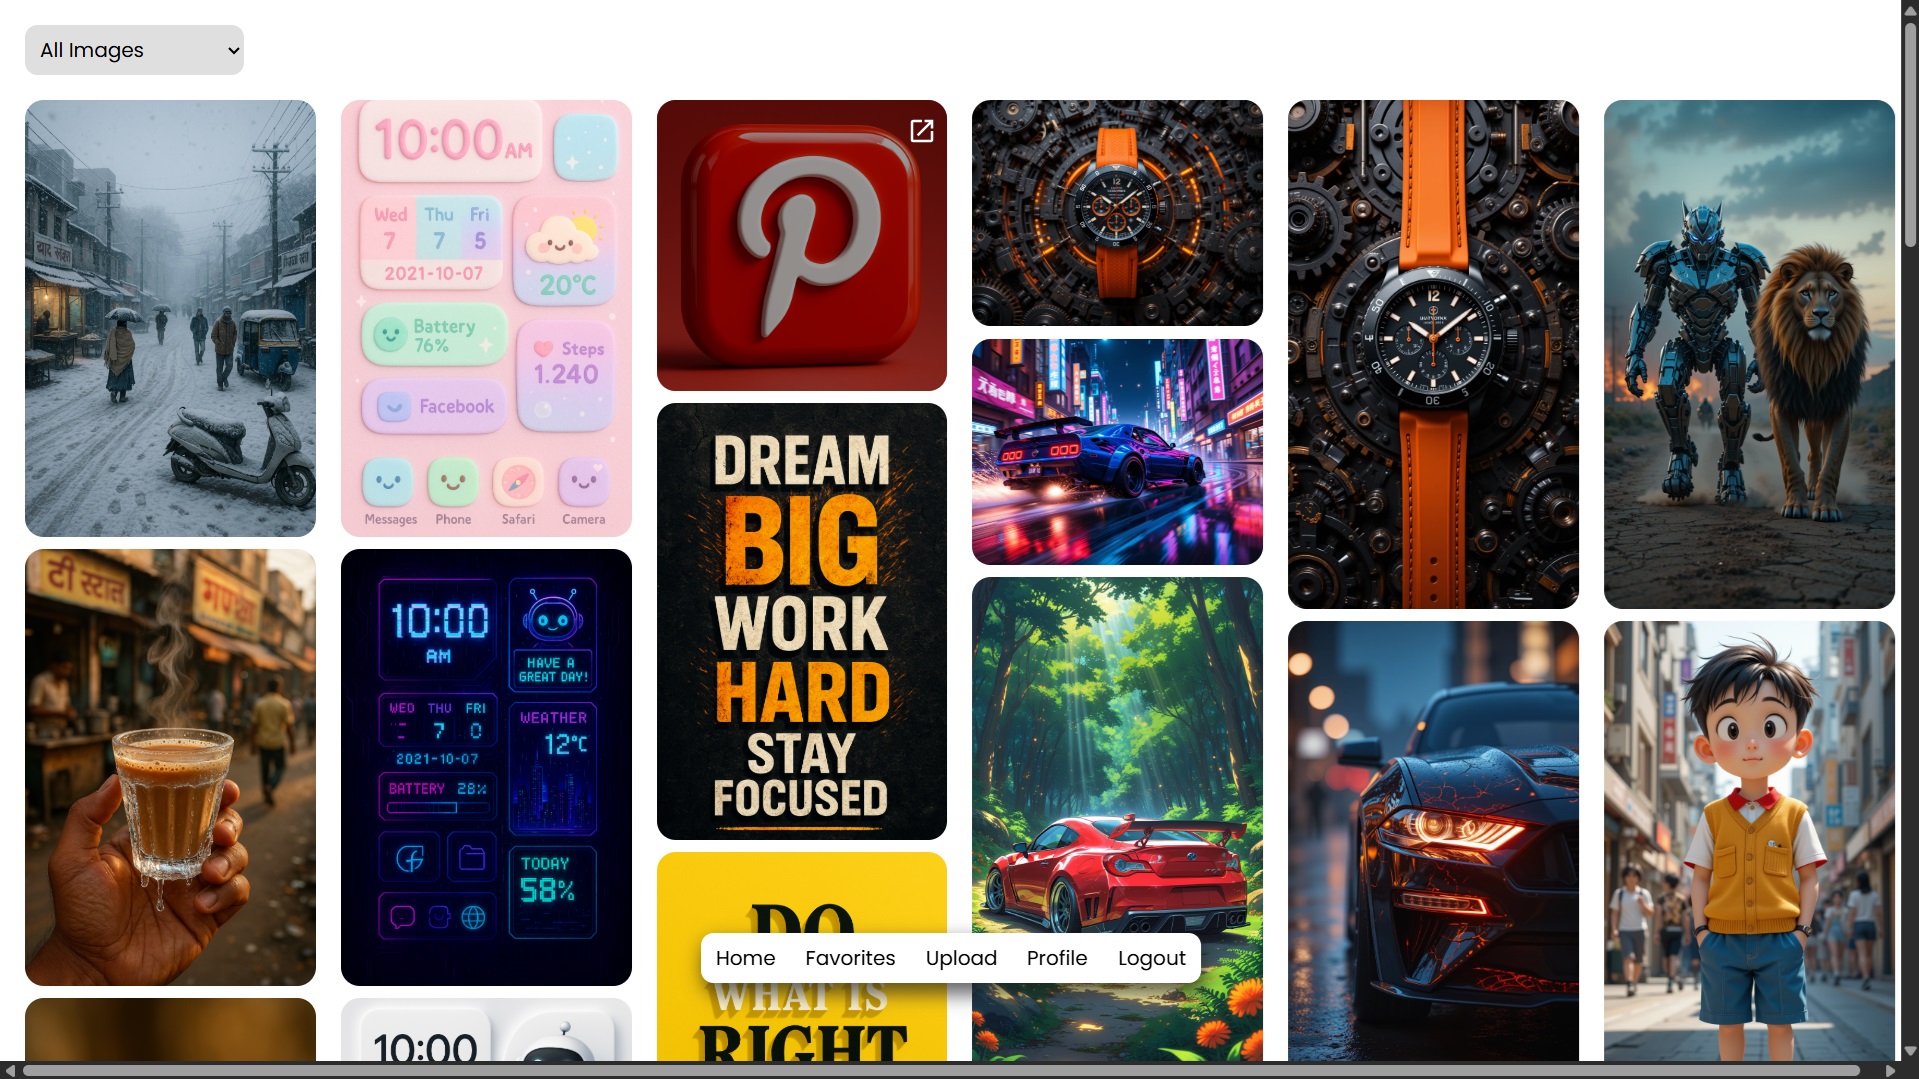 All Images
बाद
10:00 AM
Wed Thu Fri
7 7 5
2021-10-07
20°C
Battery
76%
Steps
1.240
Facebook
Messages Phone Safari Camera
12
12
DREAM
BIG
WORK
HARD
STAY
FOCUSED
टी स्टाल
गणेशा
10:00
AM
HAVE A
GREAT DAY!
WED THU FRI
7 0
2021-10-07
WEATHER
12°C
BATTERY 28%
TODAY
58%
10:00
DO
WHAT IS
RIGHT
Home Favorites Upload Profile Logout